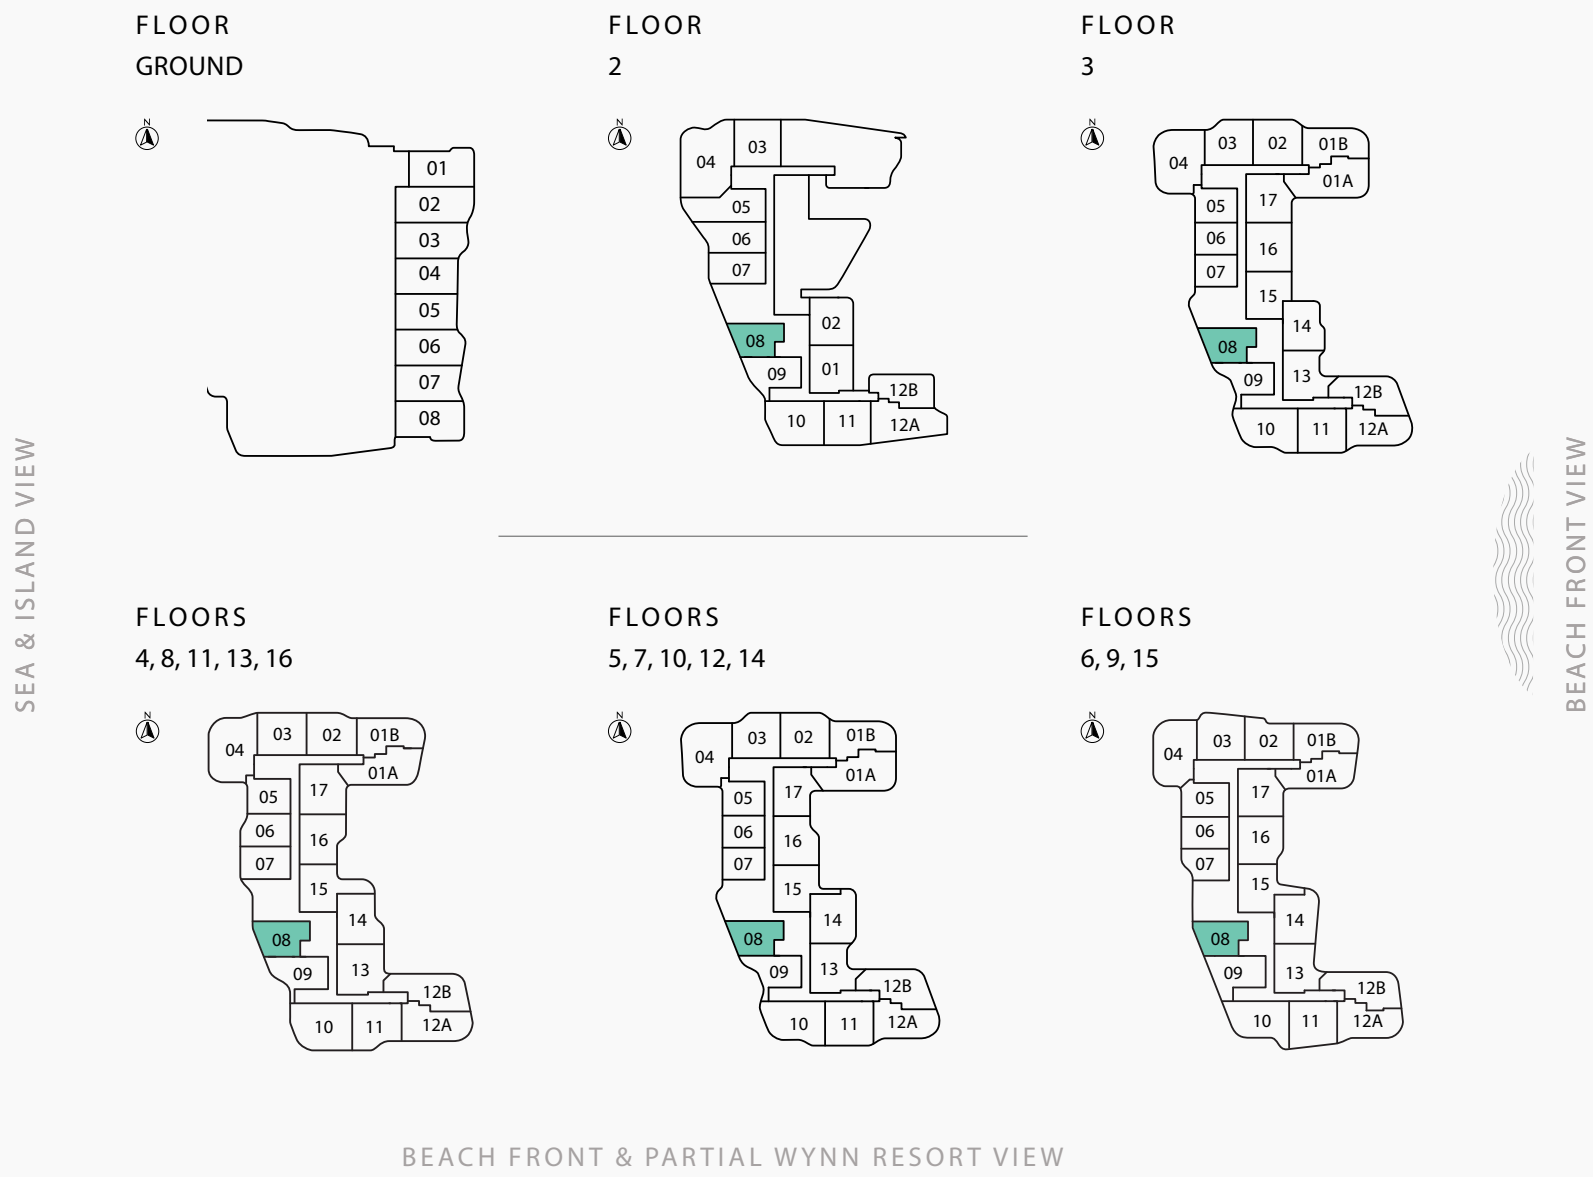 FLOOR
GROUND
N
01
02
03
04
05
06
07
08
FLOOR
2
N
03
04
05
06
07
02
08
01
09
12B
10
11
12A
FLOOR
3
N
03
02
01B
04
01A
17
05
06
16
07
15
14
08
13
09
12B
10
11
12A
SEA & ISLAND VIEW
BEACH FRONT VIEW
FLOORS
4, 8, 11, 13, 16
N
03
02
01B
04
01A
17
05
06
16
07
15
14
08
13
09
12B
10
11
12A
FLOORS
5, 7, 10, 12, 14
N
03
02
01B
04
01A
17
05
06
16
07
15
14
08
13
09
12B
10
11
12A
FLOORS
6, 9, 15
N
03
02
01B
04
01A
17
05
06
16
07
15
14
08
13
09
12B
10
11
12A
BEACH FRONT & PARTIAL WYNN RESORT VIEW